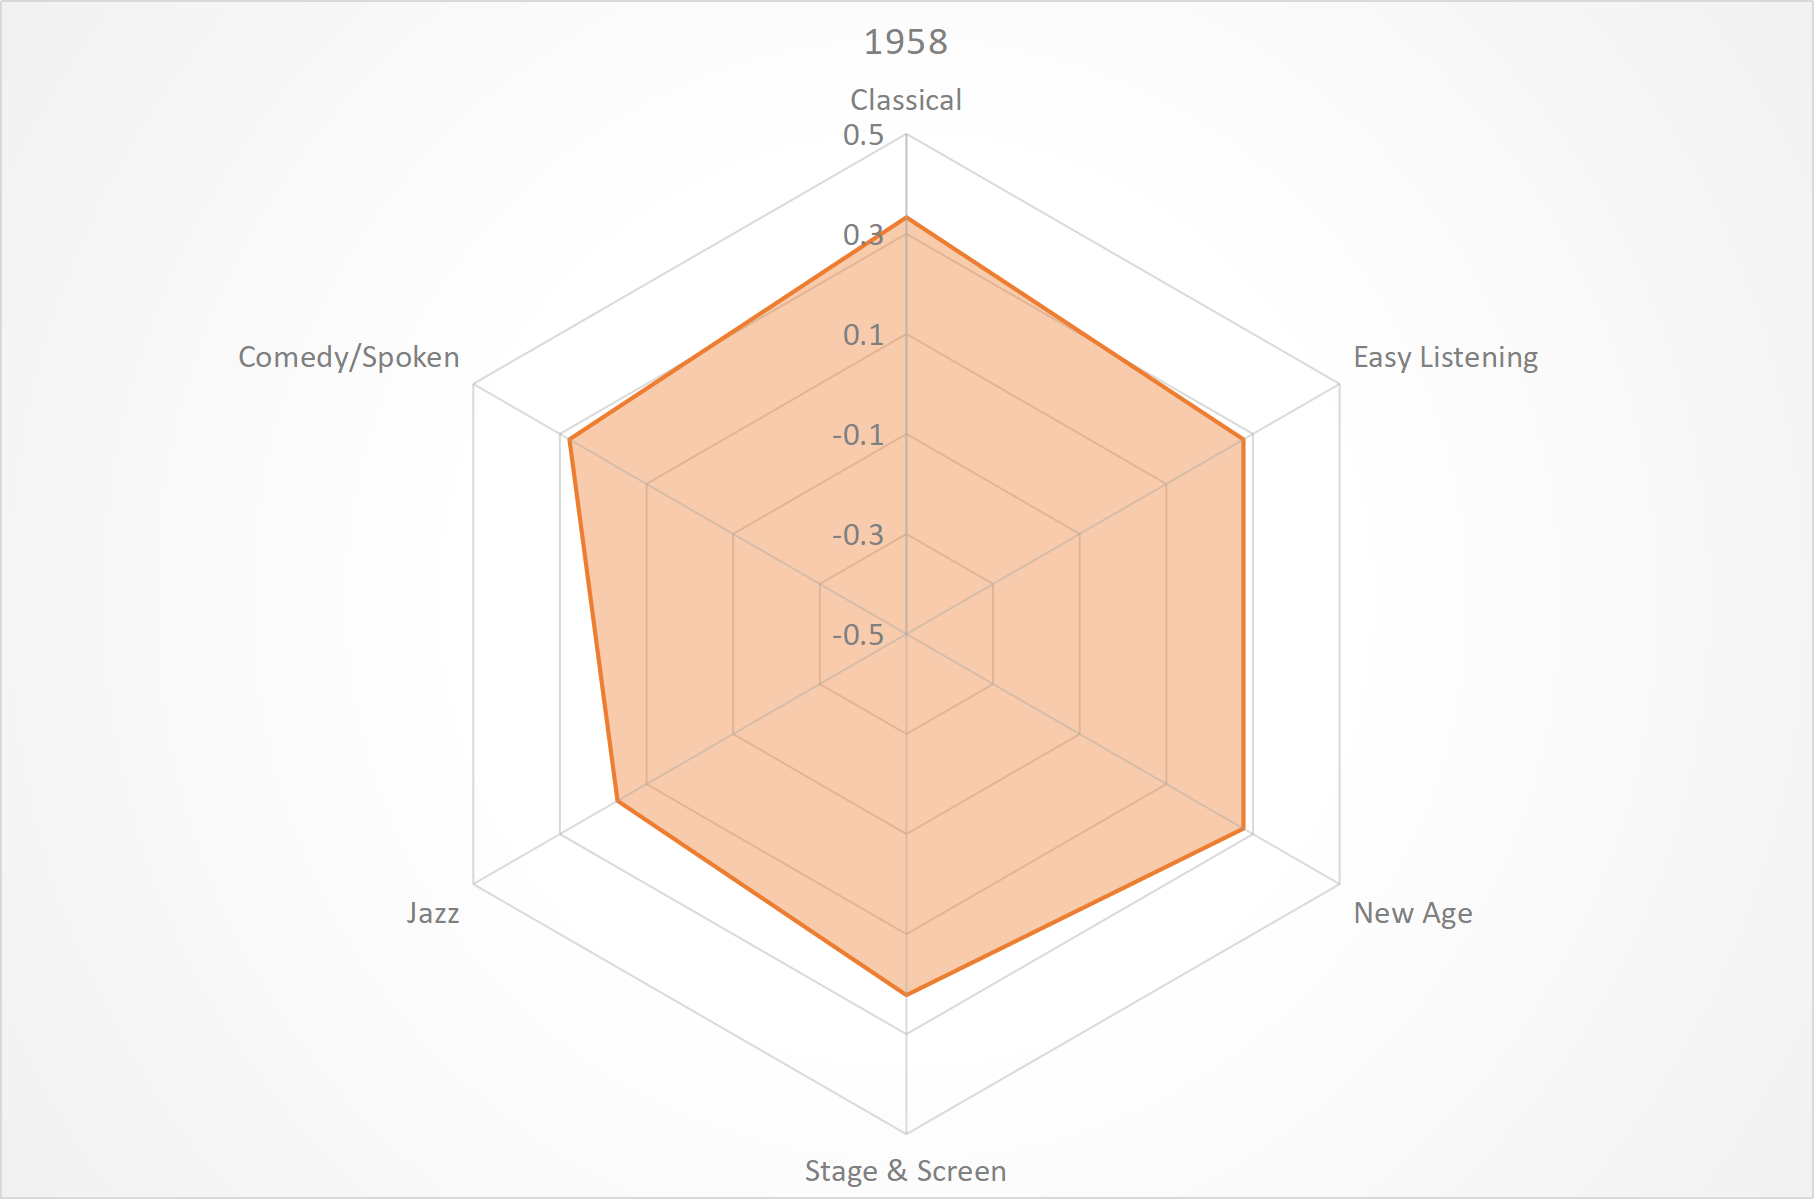 1958
Classical
0.5
0.3
0.1
-0.1
-0.3
-0.5
Comedy/Spoken
Easy Listening
Jazz
New Age
Stage & Screen